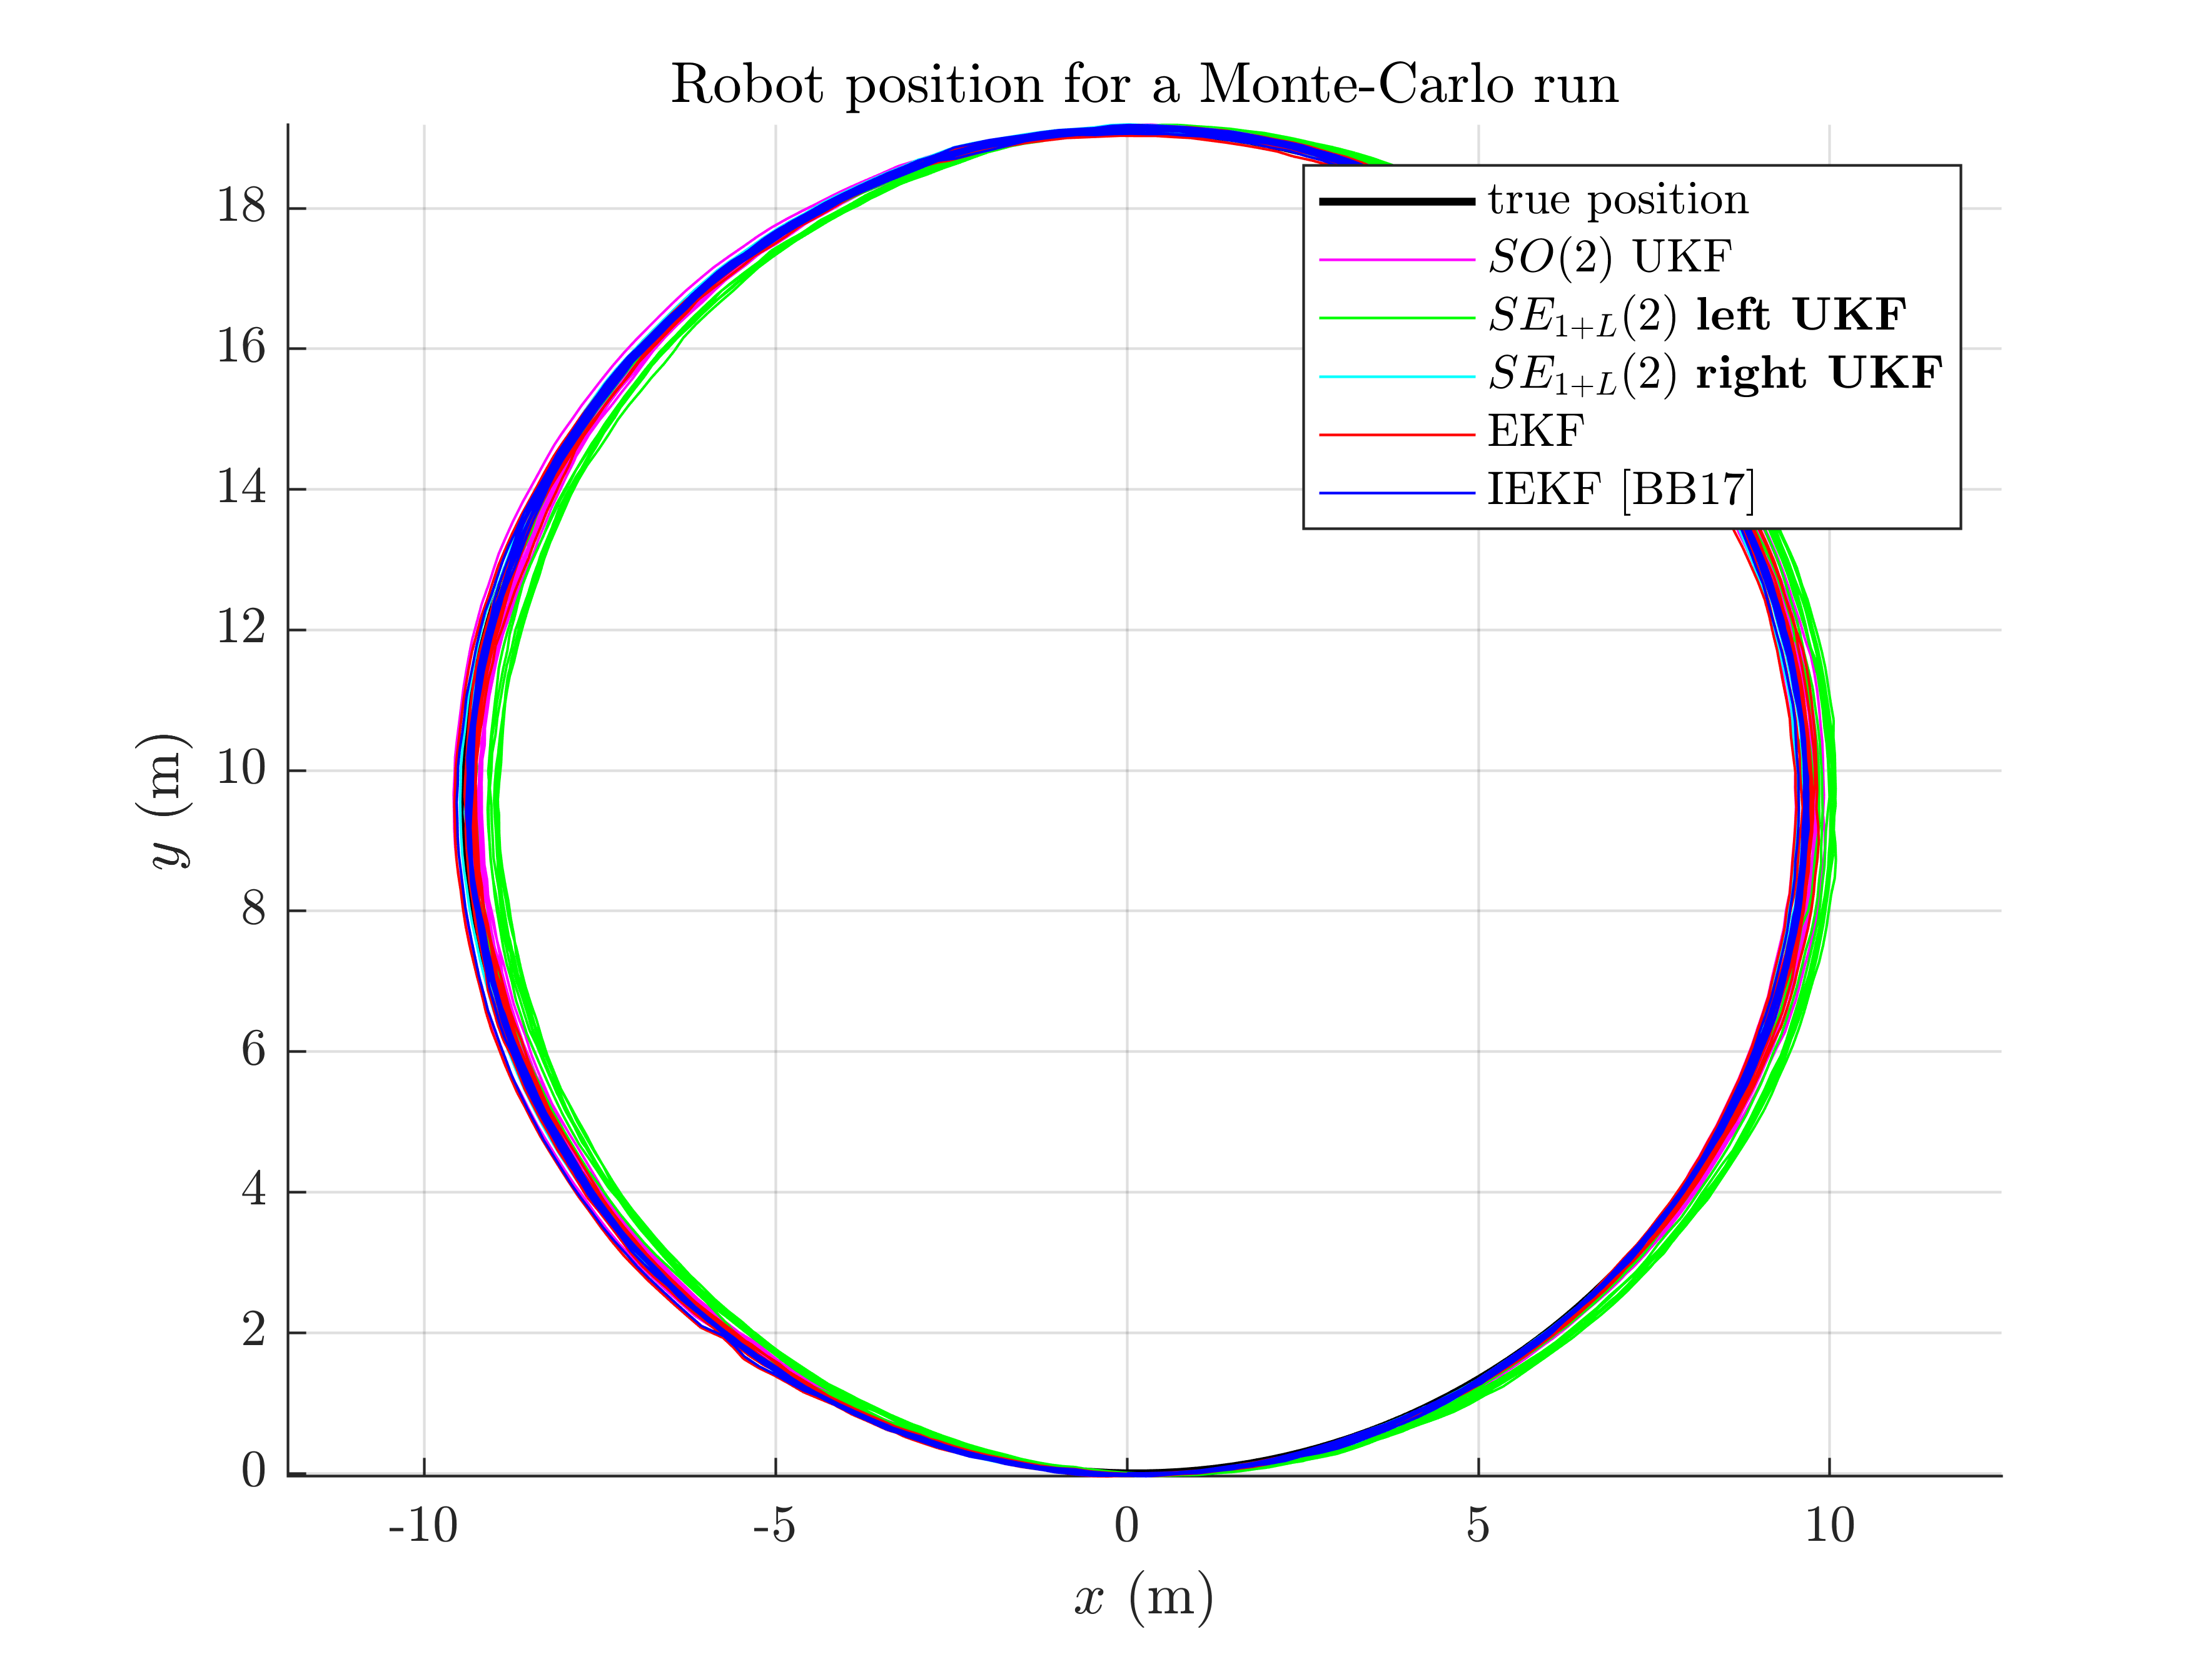 Robot position for a Monte-Carlo run
18
16
14
12
10
8
6
4
2
0
y (m)
true position
SO(2) UKF
SE1+L(2) left UKF
SE1+L(2) right UKF
EKF
IEKF [BB17]
-10
-5
0
5
10
x (m)